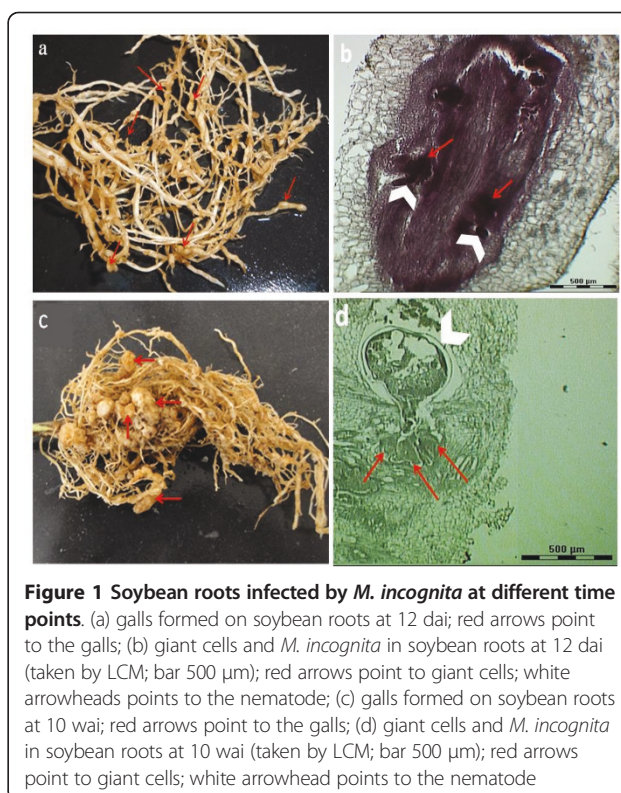 a
b
500 µm
c
d
500 µm
Figure 1 Soybean roots infected by M. incognita at different time
points. (a) galls formed on soybean roots at 12 dai; red arrows point
to the galls; (b) giant cells and M. incognita in soybean roots at 12 dai
(taken by LCM; bar 500 µm); red arrows point to giant cells; white
arrowheads points to the nematode; (c) galls formed on soybean roots
at 10 wai; red arrows point to the galls; (d) giant cells and M. incognita
in soybean roots at 10 wai (taken by LCM; bar 500 µm); red arrows
point to giant cells; white arrowhead points to the nematode